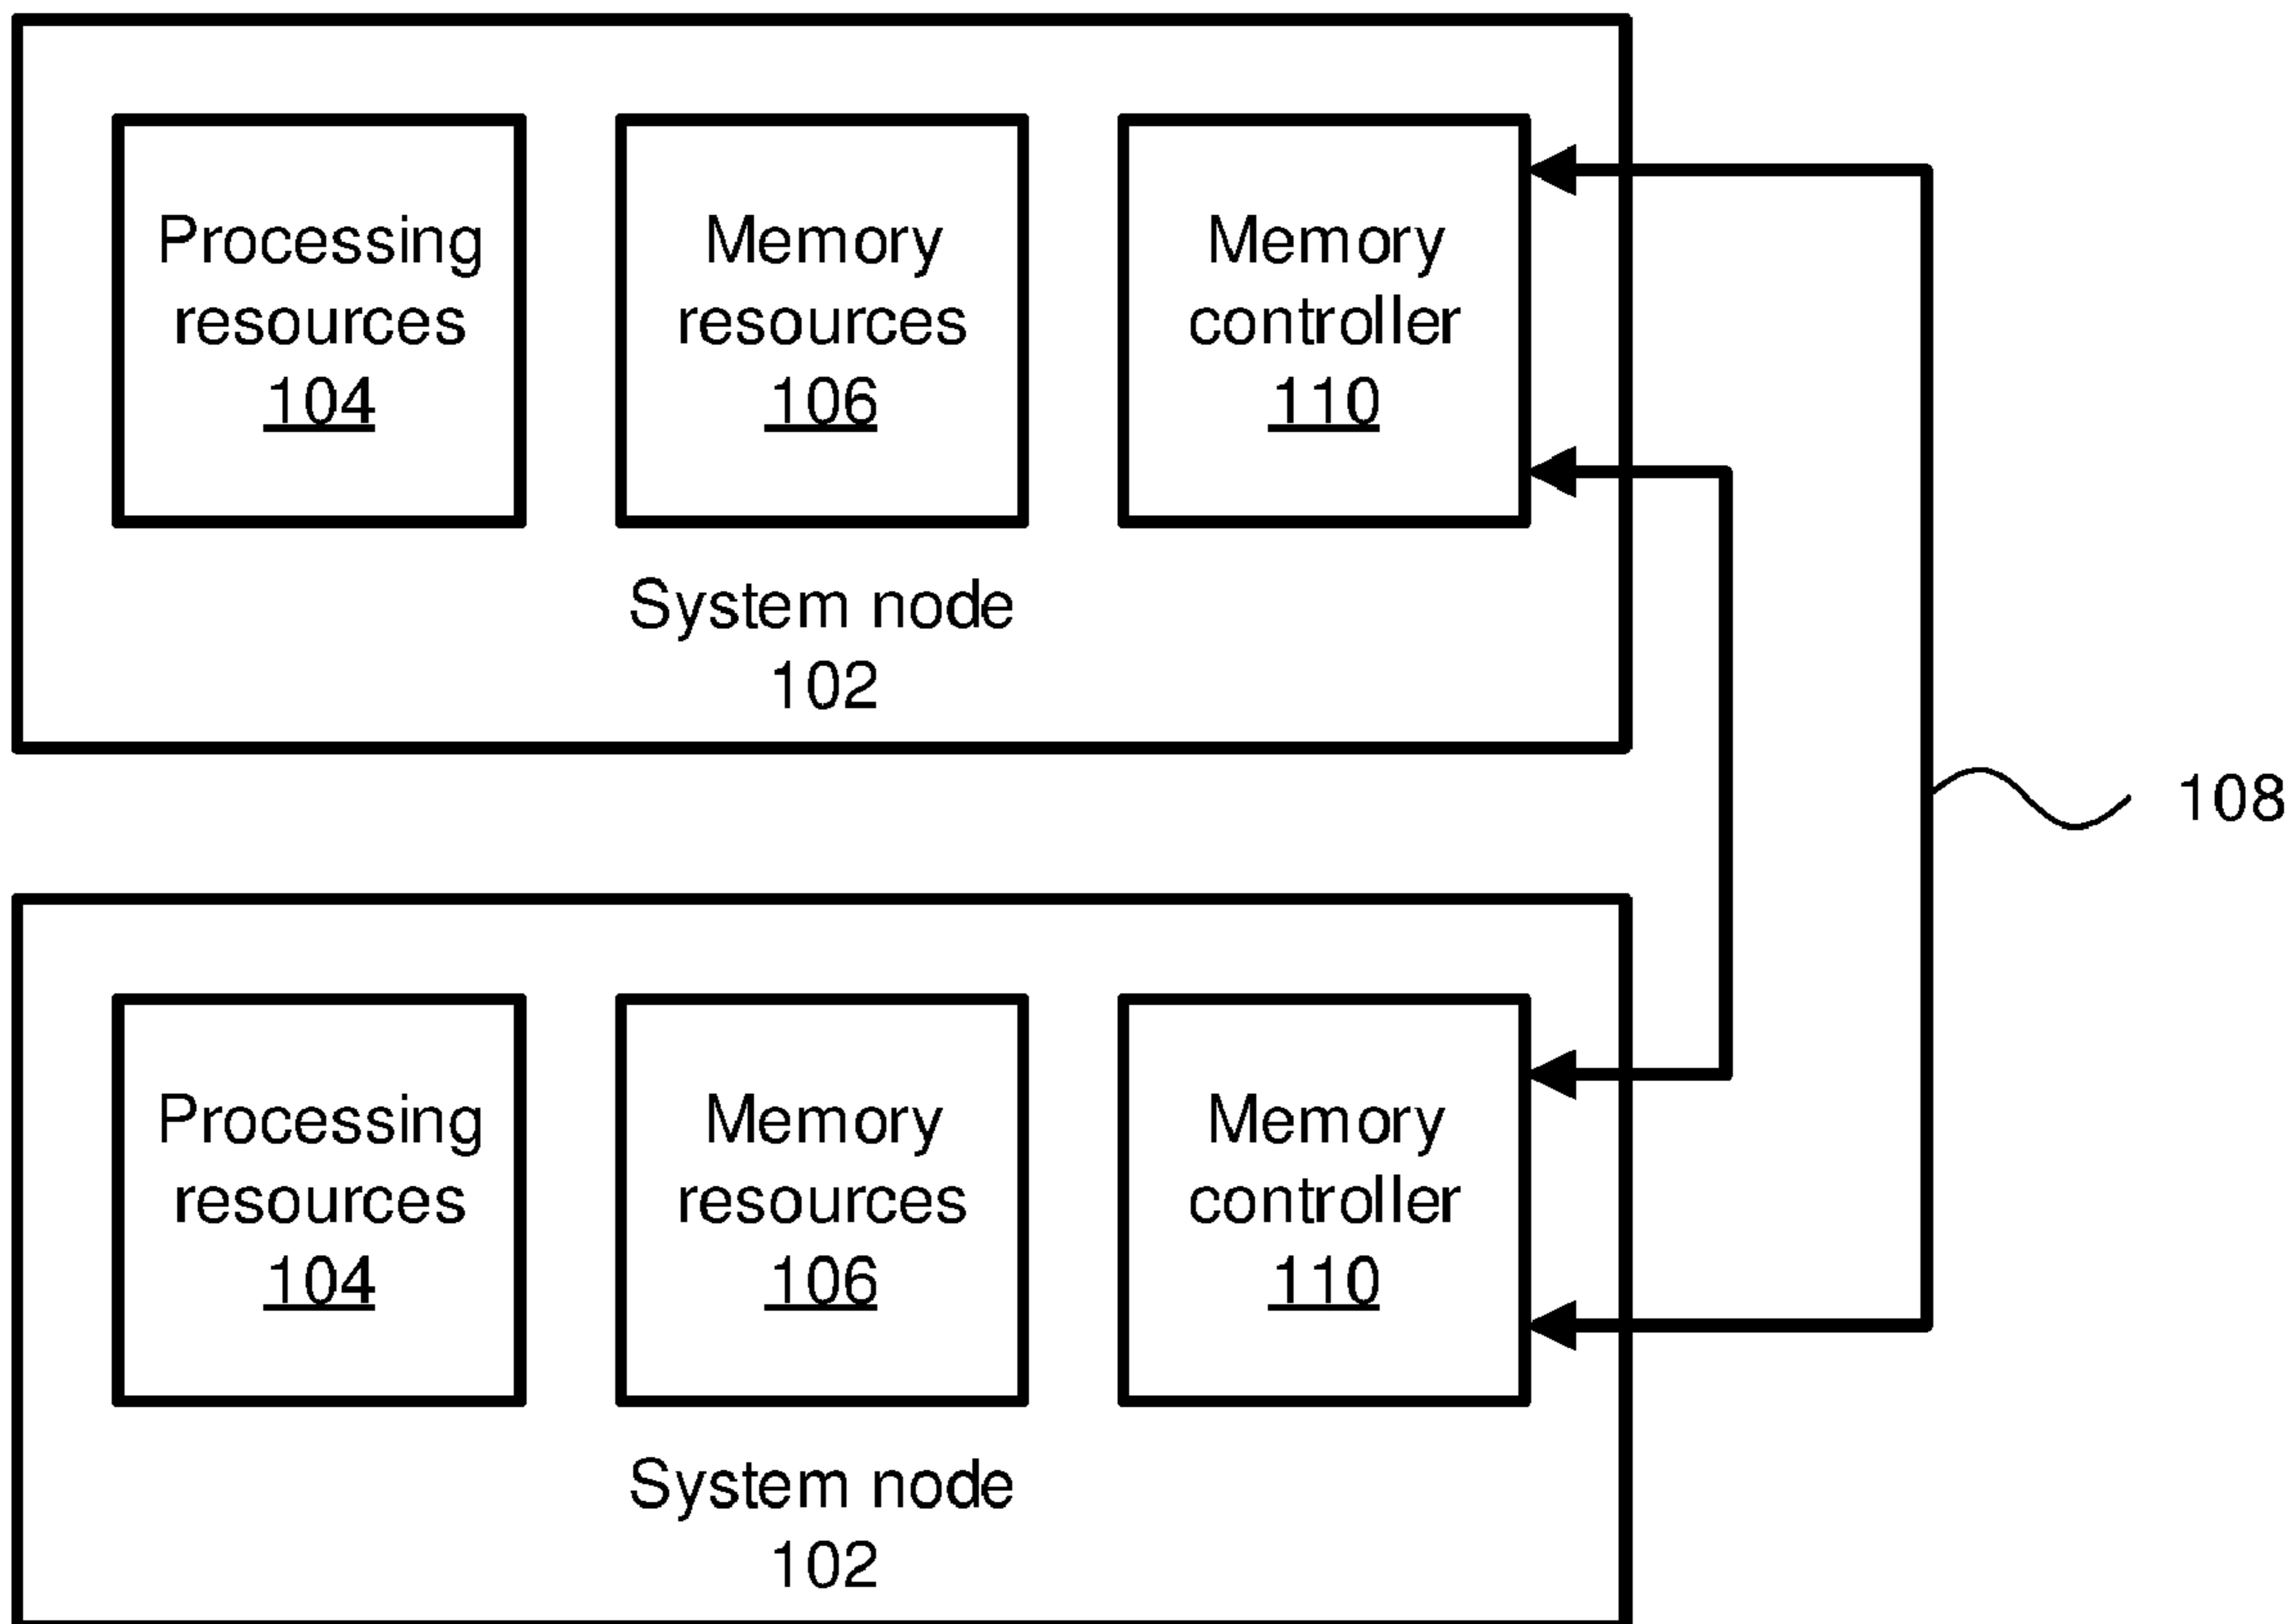 Processing
resources
104
Memory
resources
106
Memory
controller
110
System node
102
108
Processing
resources
104
Memory
resources
106
Memory
controller
110
System node
102